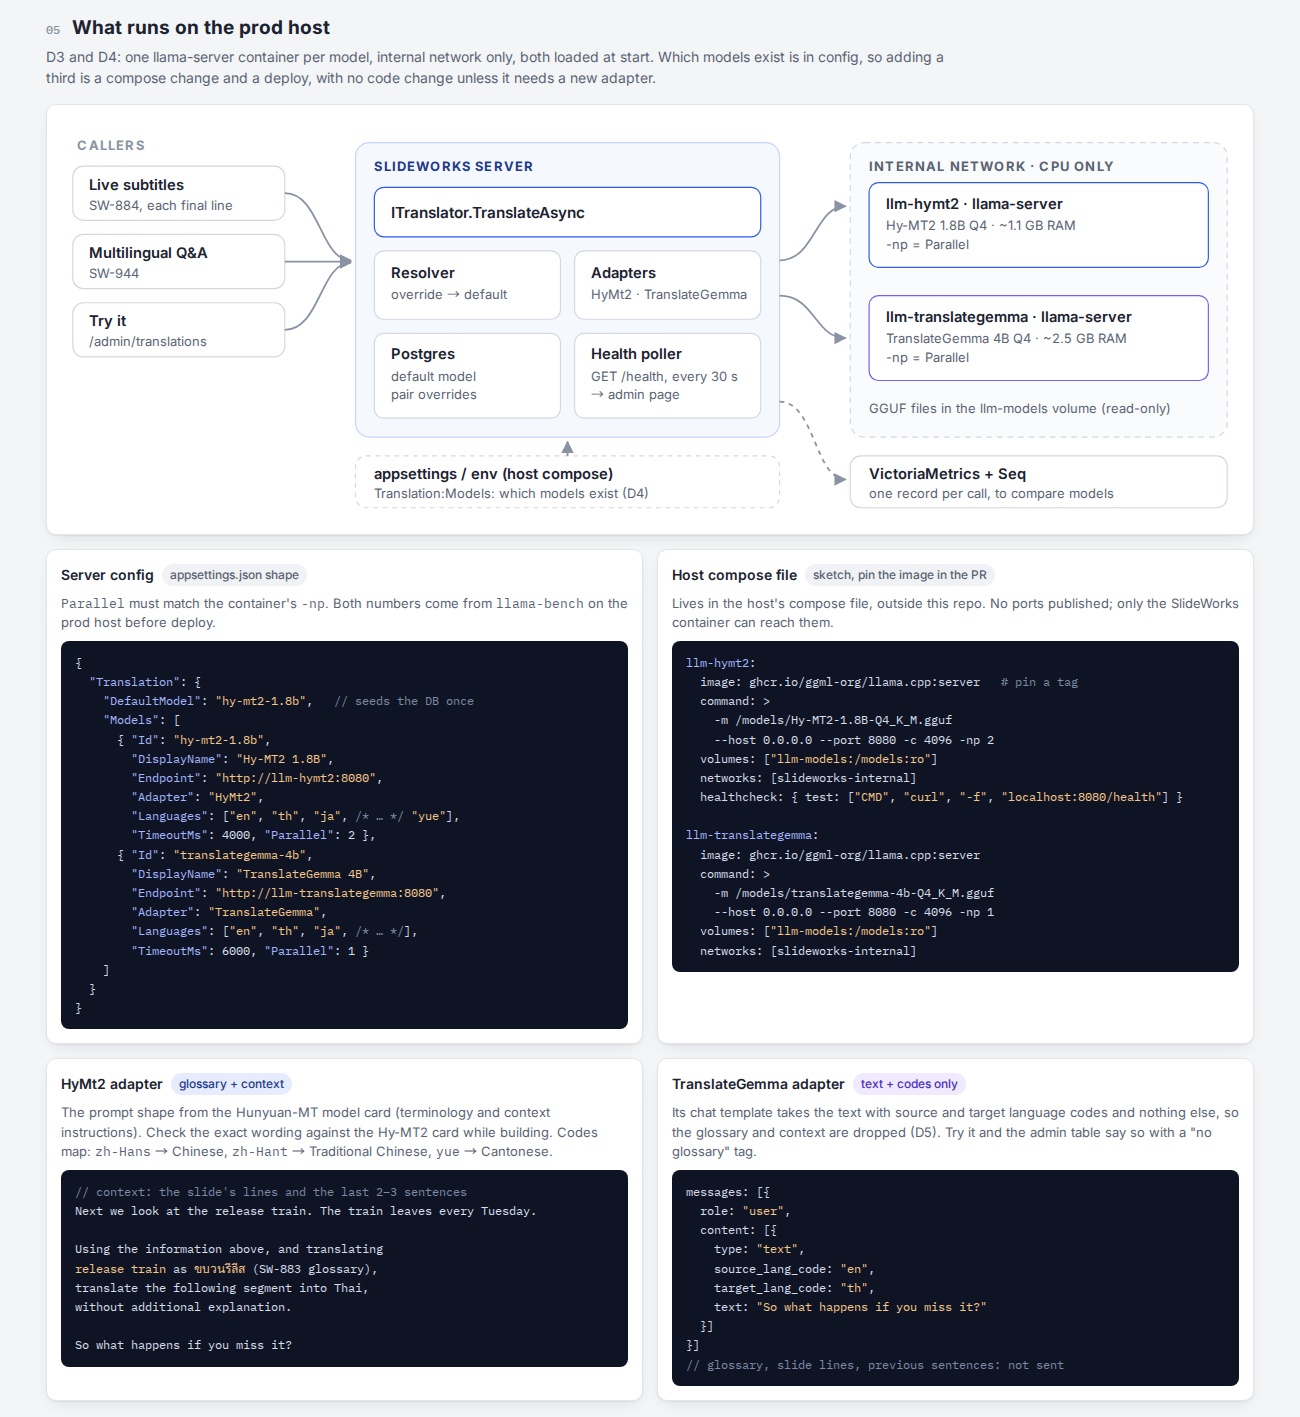 05 What runs on the prod host
D3 and D4: one llama-server container per model, internal network only, both loaded at start. Which models exist is in config, so adding a
third is a compose change and a deploy, with no code change unless it needs a new adapter.
CALLERS
Live subtitles
SW-884, each final line
Multilingual Q&A
SW-944
Try it
/admin/translations
SLIDEWORKS SERVER
ITranslator.TranslateAsync
Resolver
override → default
Adapters
HyMt2 · TranslateGemma
Postgres
default model
pair overrides
Health poller
GET /health, every 30 s
→ admin page
appsettings / env (host compose)
Translation:Models: which models exist (D4)
INTERNAL NETWORK · CPU ONLY
llm-hymt2 · llama-server
Hy-MT2 1.8B Q4 · ~1.1 GB RAM
-np = Parallel
llm-translategemma · llama-server
TranslateGemma 4B Q4 · ~2.5 GB RAM
-np = Parallel
GGUF files in the llm-models volume (read-only)
VictoriaMetrics + Seq
one record per call, to compare models
Server config appsettings.json shape
Parallel must match the container's -np. Both numbers come from llama-bench on the
prod host before deploy.
{
"Translation": {
"DefaultModel": "hy-mt2-1.8b", // seeds the DB once
"Models": [
{ "Id": "hy-mt2-1.8b",
"DisplayName": "Hy-MT2 1.8B",
"Endpoint": "http://llm-hymt2:8080",
"Adapter": "HyMt2",
"Languages": ["en", "th", "ja", /* … */ "yue"],
"TimeoutMs": 4000, "Parallel": 2 },
{ "Id": "translategemma-4b",
"DisplayName": "TranslateGemma 4B",
"Endpoint": "http://llm-translategemma:8080",
"Adapter": "TranslateGemma",
"Languages": ["en", "th", "ja", /* … */],
"TimeoutMs": 6000, "Parallel": 1 }
]
}
}
Host compose file sketch, pin the image in the PR
Lives in the host's compose file, outside this repo. No ports published; only the SlideWorks
container can reach them.
llm-hymt2:
image: ghcr.io/ggml-org/llama.cpp:server # pin a tag
command: >
-m /models/Hy-MT2-1.8B-Q4_K_M.gguf
--host 0.0.0.0 --port 8080 -c 4096 -np 2
volumes: ["llm-models:/models:ro"]
networks: [slideworks-internal]
healthcheck: { test: ["CMD", "curl", "-f", "localhost:8080/health"] }
llm-translategemma:
image: ghcr.io/ggml-org/llama.cpp:server
command: >
-m /models/translategemma-4b-Q4_K_M.gguf
--host 0.0.0.0 --port 8080 -c 4096 -np 1
volumes: ["llm-models:/models:ro"]
networks: [slideworks-internal]
HyMt2 adapter glossary + context
The prompt shape from the Hunyuan-MT model card (terminology and context
instructions). Check the exact wording against the Hy-MT2 card while building. Codes
map: zh-Hans → Chinese, zh-Hant → Traditional Chinese, yue → Cantonese.
// context: the slide's lines and the last 2–3 sentences
Next we look at the release train. The train leaves every Tuesday.
Using the information above, and translating
release train as ขบวนรีลีส (SW-883 glossary),
translate the following segment into Thai,
without additional explanation.
So what happens if you miss it?
TranslateGemma adapter text + codes only
Its chat template takes the text with source and target language codes and nothing else, so
the glossary and context are dropped (D5). Try it and the admin table say so with a "no
glossary" tag.
messages: [{
role: "user",
content: [{
type: "text",
source_lang_code: "en",
target_lang_code: "th",
text: "So what happens if you miss it?"
}]
}]
// glossary, slide lines, previous sentences: not sent